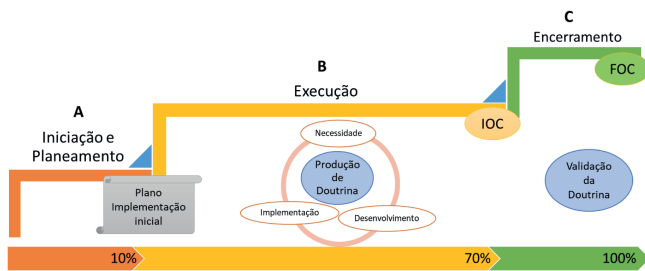 A
Iniciação e
Planeamento
Plano
Implementação
inicial
B
Execução
Necessidade
Produção
de
Doutrina
Implementação
Desenvolvimento
IOC
C
Encerramento
FOC
Validação
da
Doutrina
10%
70%
100%